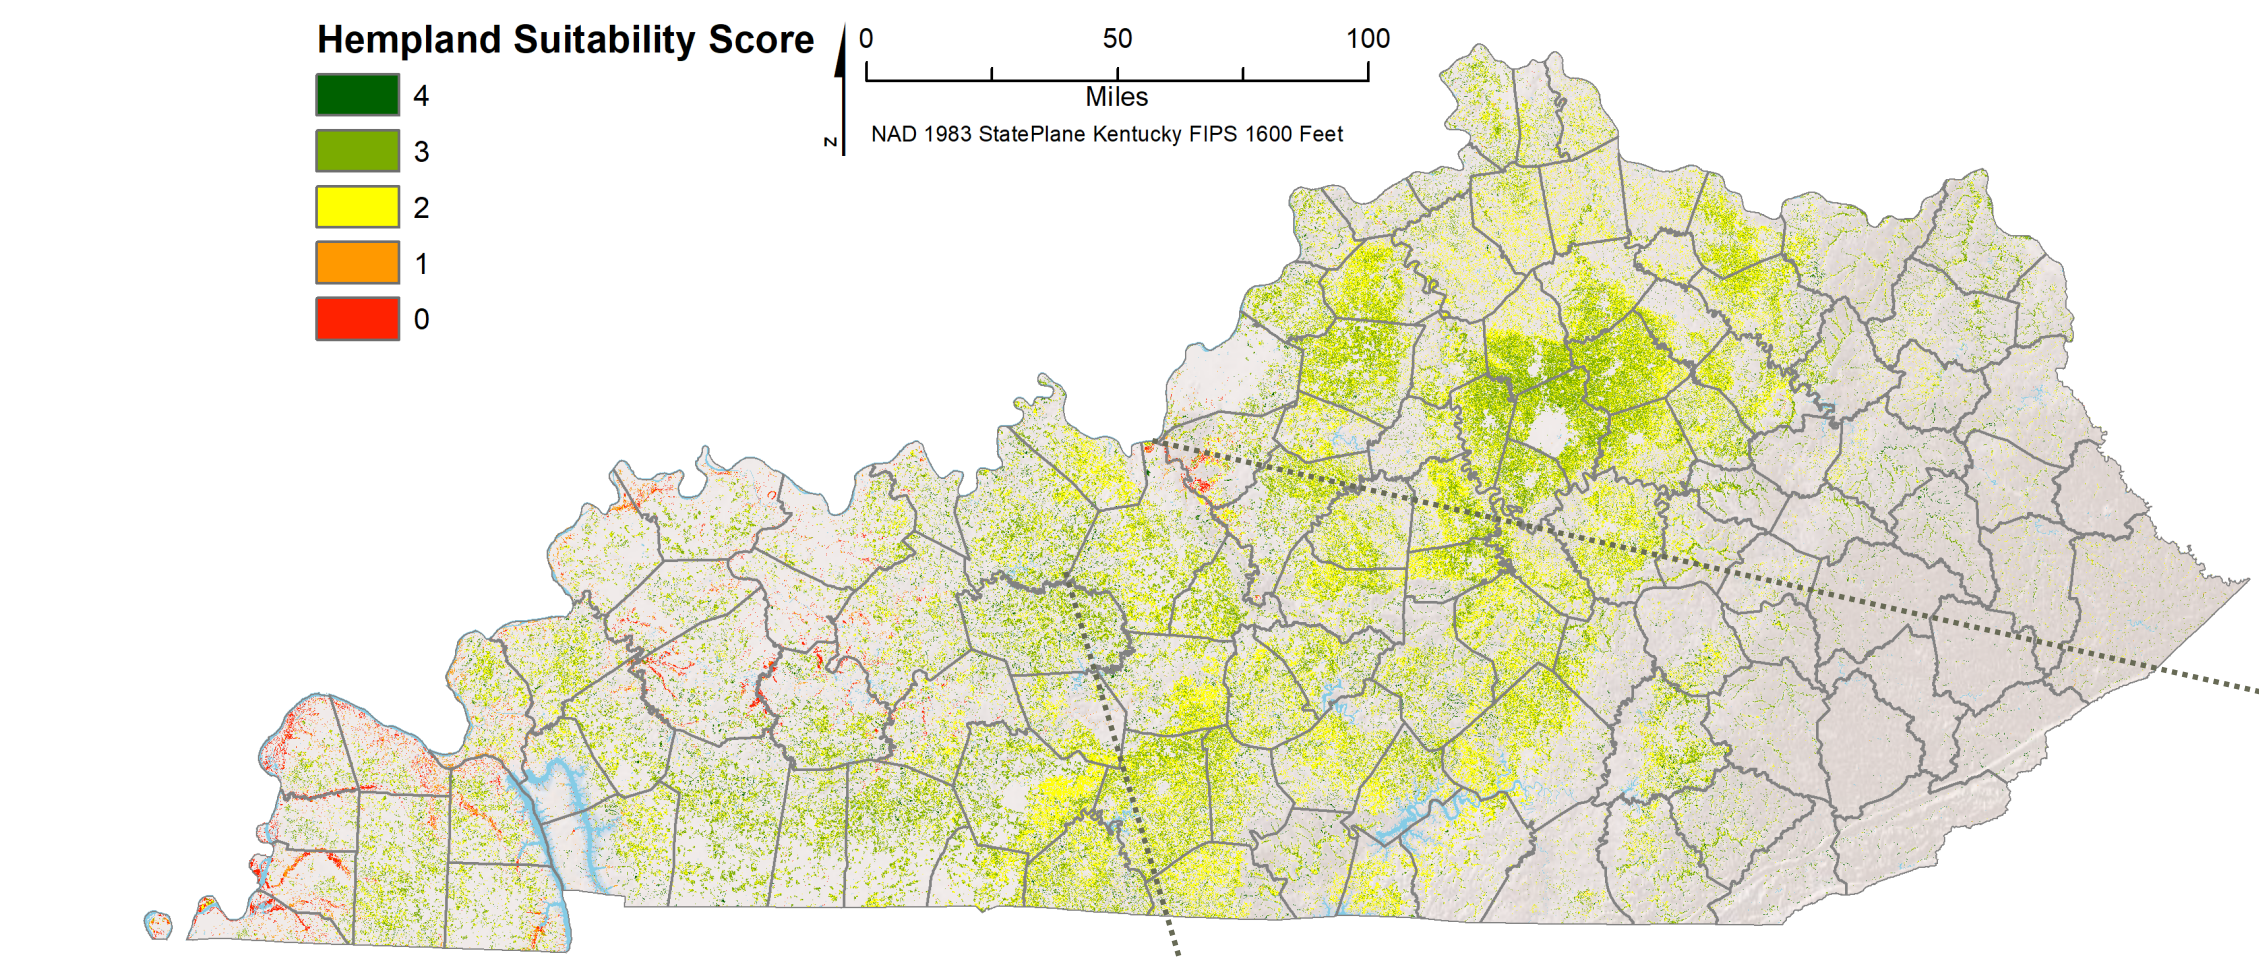 Hempland Suitability Score
4
3
2
1
0
0 50 100
Miles
z
NAD 1983 StatePlane Kentucky FIPS 1600 Feet